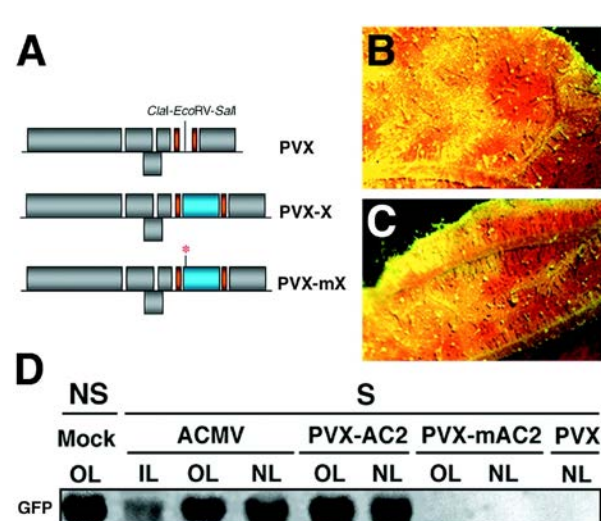 A
ClaI-EcoRV-SalI
PVX
PVX-X
*
PVX-mX
B
C
D
NS S
Mock ACMV PVX-AC2 PVX-mAC2 PVX
OL IL OL NL OL NL OL NL NL
GFP